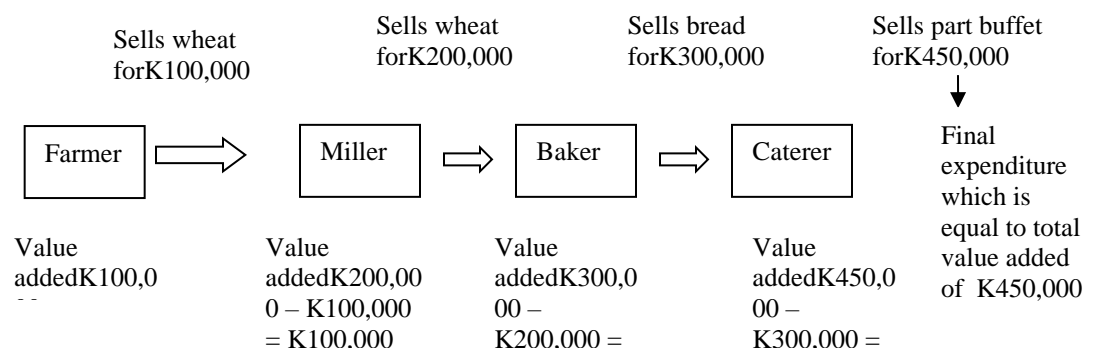 Sells wheat
forK100,000
Sells wheat
forK200,000
Sells bread
forK300,000
Sells part buffet
forK450,000
Farmer
Miller
Baker
Caterer
Final
expenditure
which is
equal to total
value added
of K450,000
Value
addedK100,0
Value
addedK200,00
0 – K100,000
= K100,000
Value
addedK300,0
00 –
K200,000 =
Value
addedK450,0
00 –
K300,000 =